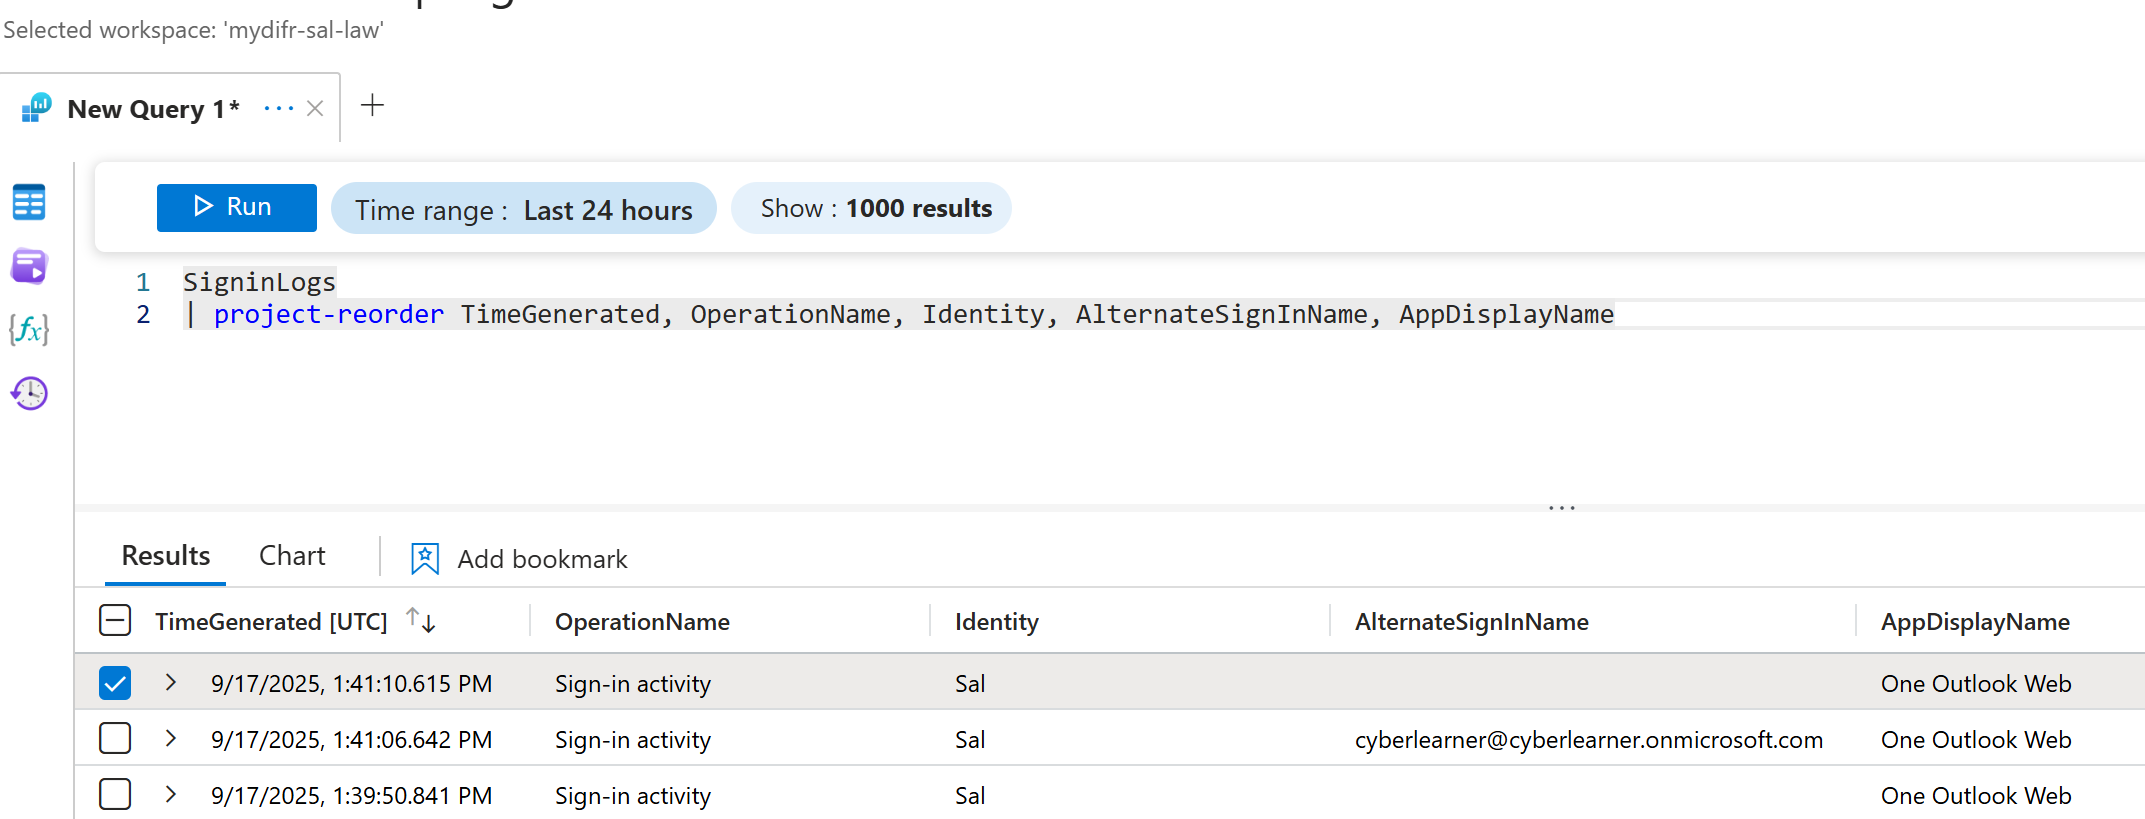 Selected workspace: 'mydifr-sal-law'
New Query 1* ··· × +
Run Time range : Last 24 hours Show : 1000 results
1 SigninLogs
2 | project-reorder TimeGenerated, OperationName, Identity, AlternateSignInName, AppDisplayName
{fx}
...
Results Chart Add bookmark
TimeGenerated [UTC] ↑↓ OperationName Identity AlternateSignInName AppDisplayName
9/17/2025, 1:41:10.615 PM Sign-in activity Sal One Outlook Web
9/17/2025, 1:41:06.642 PM Sign-in activity Sal cyberlearner@cyberlearner.onmicrosoft.com One Outlook Web
9/17/2025, 1:39:50.841 PM Sign-in activity Sal One Outlook Web